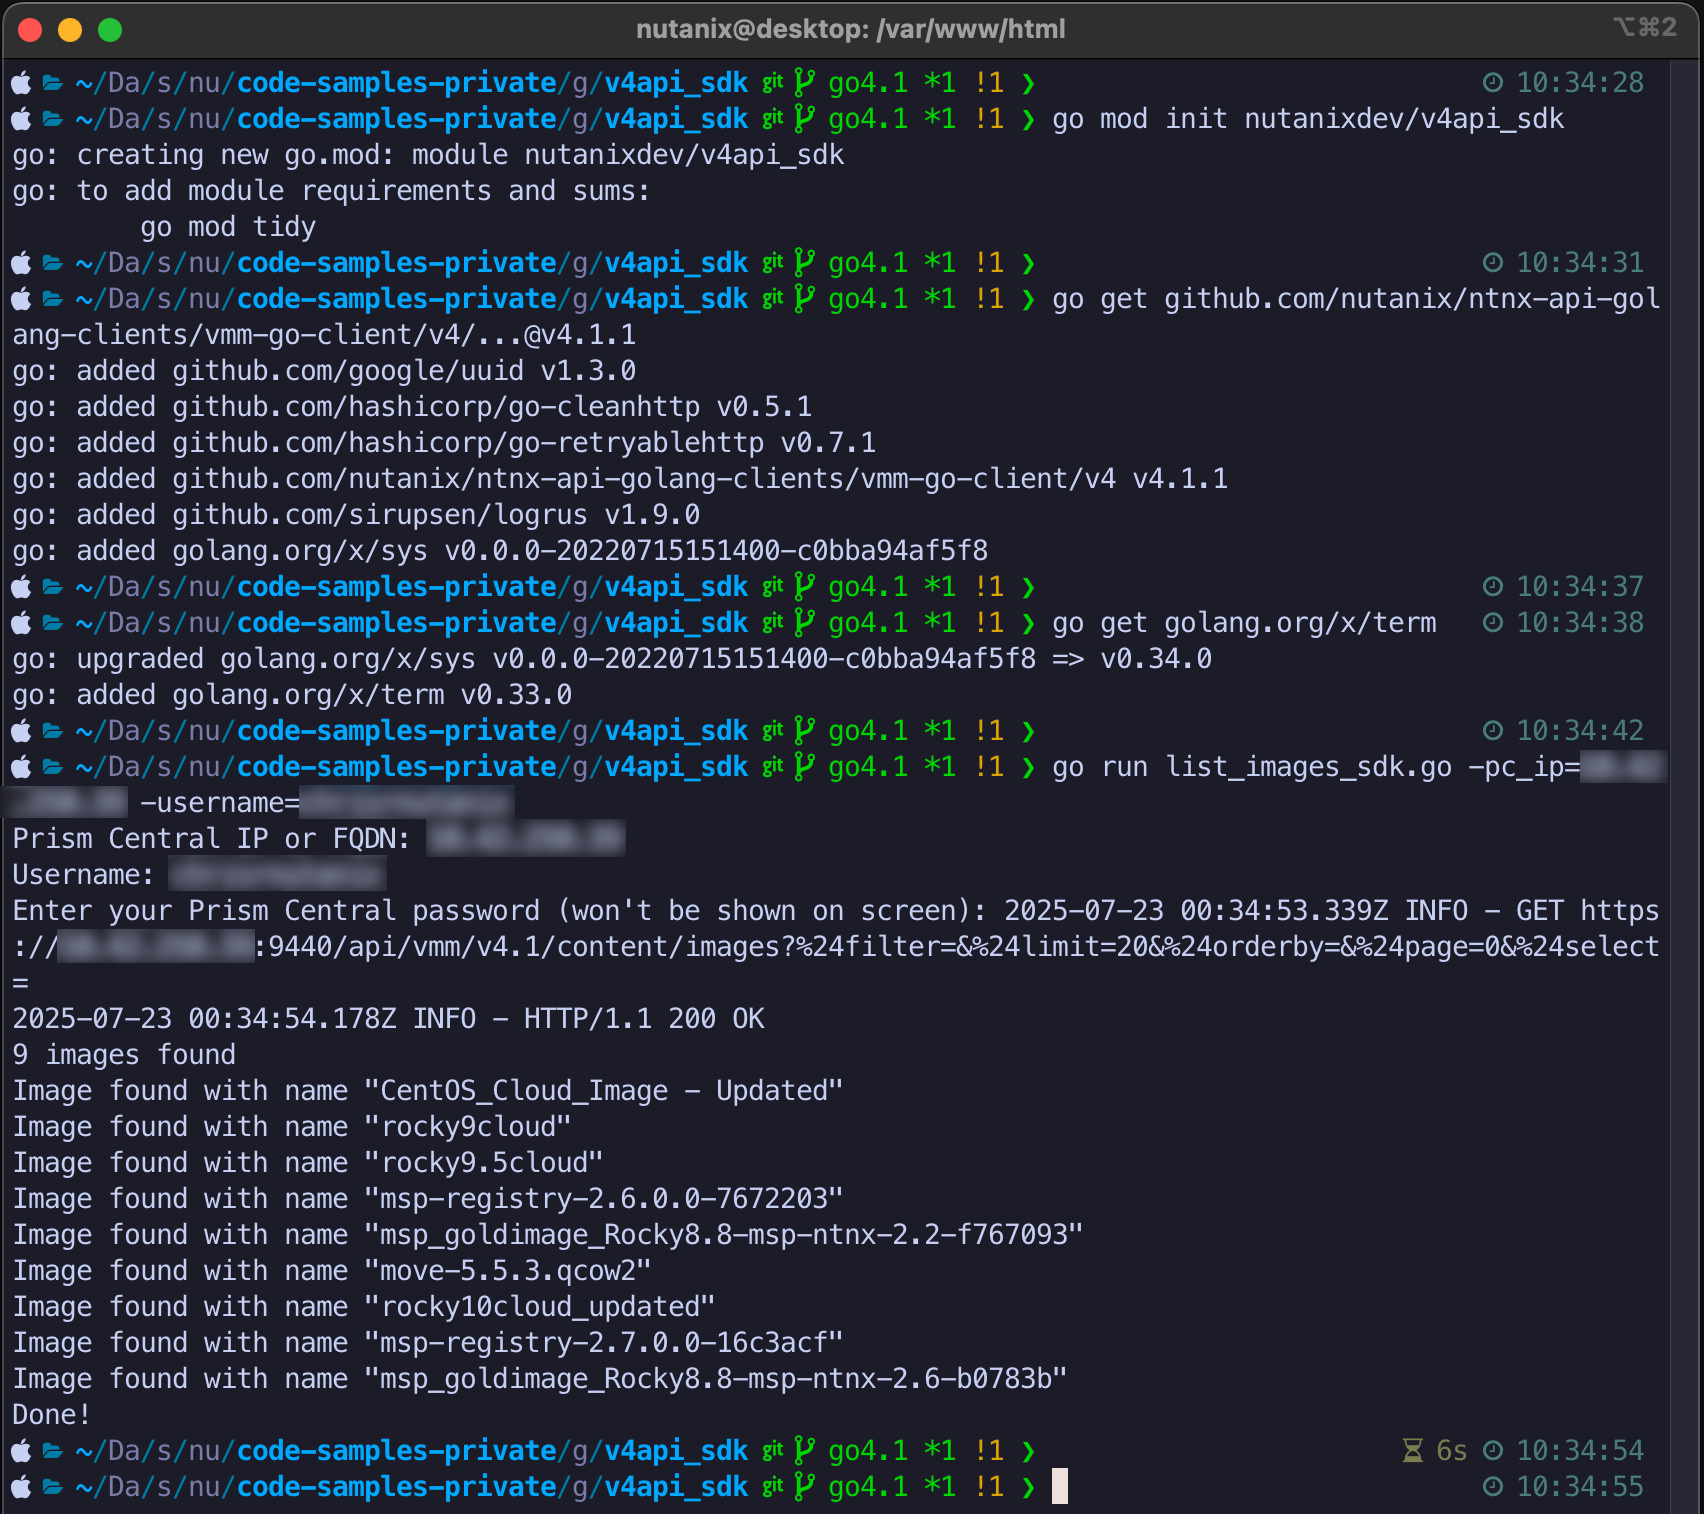 nutanix@desktop: /var/www/html ⌥⌘2
~/Da/s/nu/code-samples-private/g/v4api_sdk git go4.1 *1 !1 ❯ 10:34:28
~/Da/s/nu/code-samples-private/g/v4api_sdk git go4.1 *1 !1 ❯ go mod init nutanixdev/v4api_sdk
go: creating new go.mod: module nutanixdev/v4api_sdk
go: to add module requirements and sums:
go mod tidy
~/Da/s/nu/code-samples-private/g/v4api_sdk git go4.1 *1 !1 ❯ 10:34:31
~/Da/s/nu/code-samples-private/g/v4api_sdk git go4.1 *1 !1 ❯ go get github.com/nutanix/ntnx-api-gol
ang-clients/vmm-go-client/v4/...@v4.1.1
go: added github.com/google/uuid v1.3.0
go: added github.com/hashicorp/go-cleanhttp v0.5.1
go: added github.com/hashicorp/go-retryablehttp v0.7.1
go: added github.com/nutanix/ntnx-api-golang-clients/vmm-go-client/v4 v4.1.1
go: added github.com/sirupsen/logrus v1.9.0
go: added golang.org/x/sys v0.0.0-20220715151400-c0bba94af5f8
~/Da/s/nu/code-samples-private/g/v4api_sdk git go4.1 *1 !1 ❯ 10:34:37
~/Da/s/nu/code-samples-private/g/v4api_sdk git go4.1 *1 !1 ❯ go get golang.org/x/term 10:34:38
go: upgraded golang.org/x/sys v0.0.0-20220715151400-c0bba94af5f8 => v0.34.0
go: added golang.org/x/term v0.33.0
~/Da/s/nu/code-samples-private/g/v4api_sdk git go4.1 *1 !1 ❯ 10:34:42
~/Da/s/nu/code-samples-private/g/v4api_sdk git go4.1 *1 !1 ❯ go run list_images_sdk.go -pc_ip=
-username=
Prism Central IP or FQDN:
Username:
Enter your Prism Central password (won't be shown on screen): 2025-07-23 00:34:53.339Z INFO - GET https
://:9440/api/vmm/v4.1/content/images?%24filter=&%24limit=20&%24orderby=&%24page=0&%24select
=
2025-07-23 00:34:54.178Z INFO - HTTP/1.1 200 OK
9 images found
Image found with name "CentOS_Cloud_Image - Updated"
Image found with name "rocky9cloud"
Image found with name "rocky9.5cloud"
Image found with name "msp-registry-2.6.0.0-7672203"
Image found with name "msp_goldimage_Rocky8.8-msp-ntnx-2.2-f767093"
Image found with name "move-5.5.3.qcow2"
Image found with name "rocky10cloud_updated"
Image found with name "msp-registry-2.7.0.0-16c3acf"
Image found with name "msp_goldimage_Rocky8.8-msp-ntnx-2.6-b0783b"
Done!
~/Da/s/nu/code-samples-private/g/v4api_sdk git go4.1 *1 !1 ❯ 6s 10:34:54
~/Da/s/nu/code-samples-private/g/v4api_sdk git go4.1 *1 !1 ❯ 10:34:55